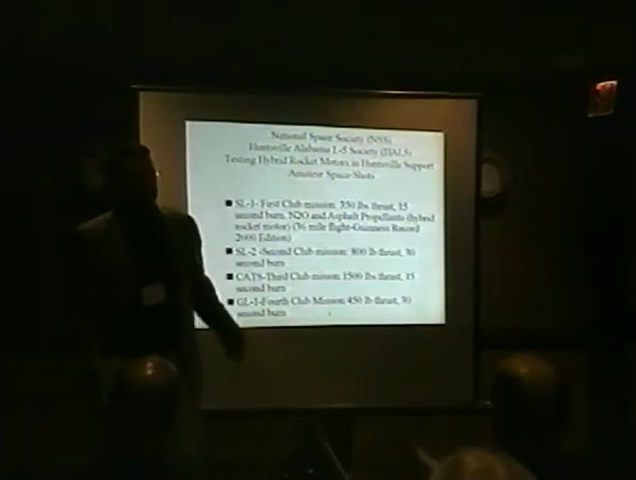 National Space Society (NSS)
Huntsville Alabama L-5 Society (HAL5)
Testing Hybrid Rocket Motors in Huntsville Support
Amateur Space-Shots
■ SL-1- First Club mission: 350 lbs thrust, 15
second burn. N2O and Asphalt Propellants (hybrid
rocket motor) (36 mile flight-Guinness Record
2000 Edition)
■ SL-2 -Second Club mission: 800 lb thrust, 30
second burn
■ CATS-Third Club mission: 1500 lbs thrust, 15
second burn
■ GL-1-Fourth Club Mission: 450 lb thrust, 30
second burn